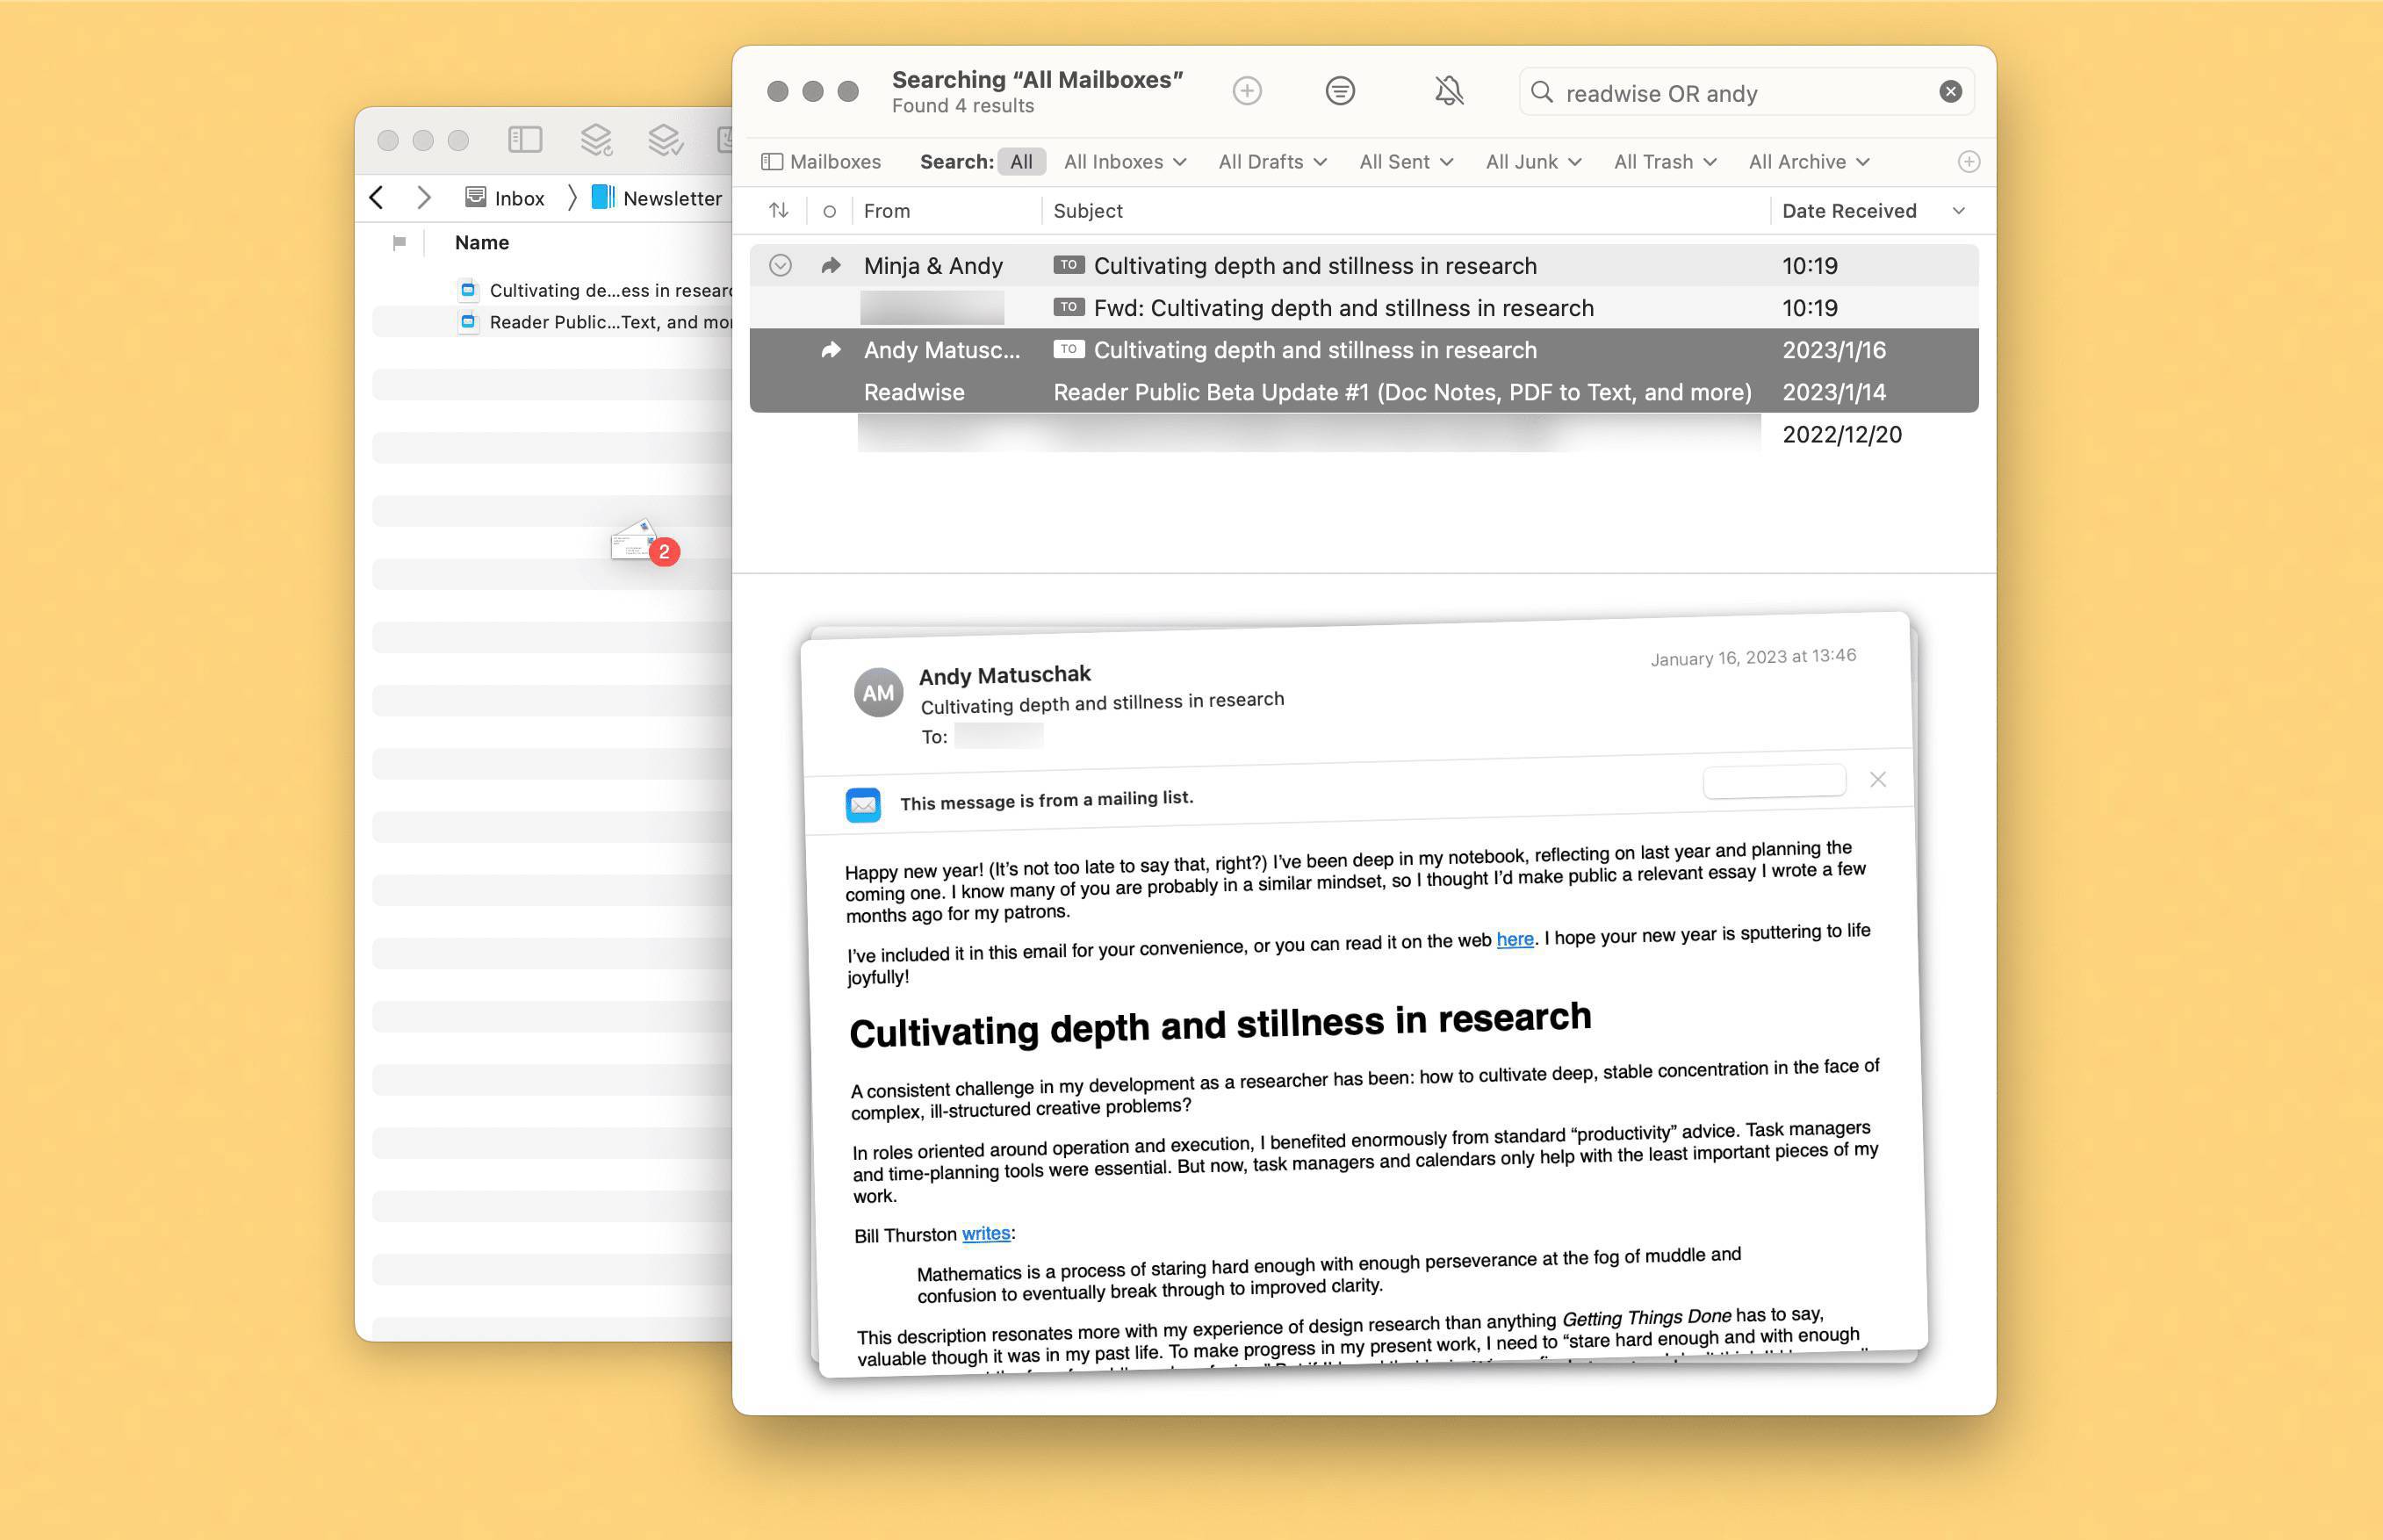 Searching “All Mailboxes”
Found 4 results
readwise OR andy
Mailboxes Search: All All Inboxes All Drafts All Sent All Junk All Trash All Archive
From Subject Date Received
Minja & Andy TO Cultivating depth and stillness in research 10:19
TO Fwd: Cultivating depth and stillness in research 10:19
Andy Matusc... TO Cultivating depth and stillness in research 2023/1/16
Readwise Reader Public Beta Update #1 (Doc Notes, PDF to Text, and more) 2023/1/14
2022/12/20
Inbox Newsletter
Name
Cultivating de...ess in resear
Reader Public...Text, and mo
2
AM
Andy Matuschak
January 16, 2023 at 13:46
Cultivating depth and stillness in research
To:
This message is from a mailing list.
Happy new year! (It’s not too late to say that, right?) I’ve been deep in my notebook, reflecting on last year and planning the
coming one. I know many of you are probably in a similar mindset, so I thought I’d make public a relevant essay I wrote a few
months ago for my patrons.
I’ve included it in this email for your convenience, or you can read it on the web here. I hope your new year is sputtering to life
joyfully!
Cultivating depth and stillness in research
A consistent challenge in my development as a researcher has been: how to cultivate deep, stable concentration in the face of
complex, ill-structured creative problems?
In roles oriented around operation and execution, I benefited enormously from standard “productivity” advice. Task managers
and time-planning tools were essential. But now, task managers and calendars only help with the least important pieces of my
work.
Bill Thurston writes:
Mathematics is a process of staring hard enough with enough perseverance at the fog of muddle and
confusion to eventually break through to improved clarity.
This description resonates more with my experience of design research than anything Getting Things Done has to say,
valuable though it was in my past life. To make progress in my present work, I need to “stare hard enough and with enough